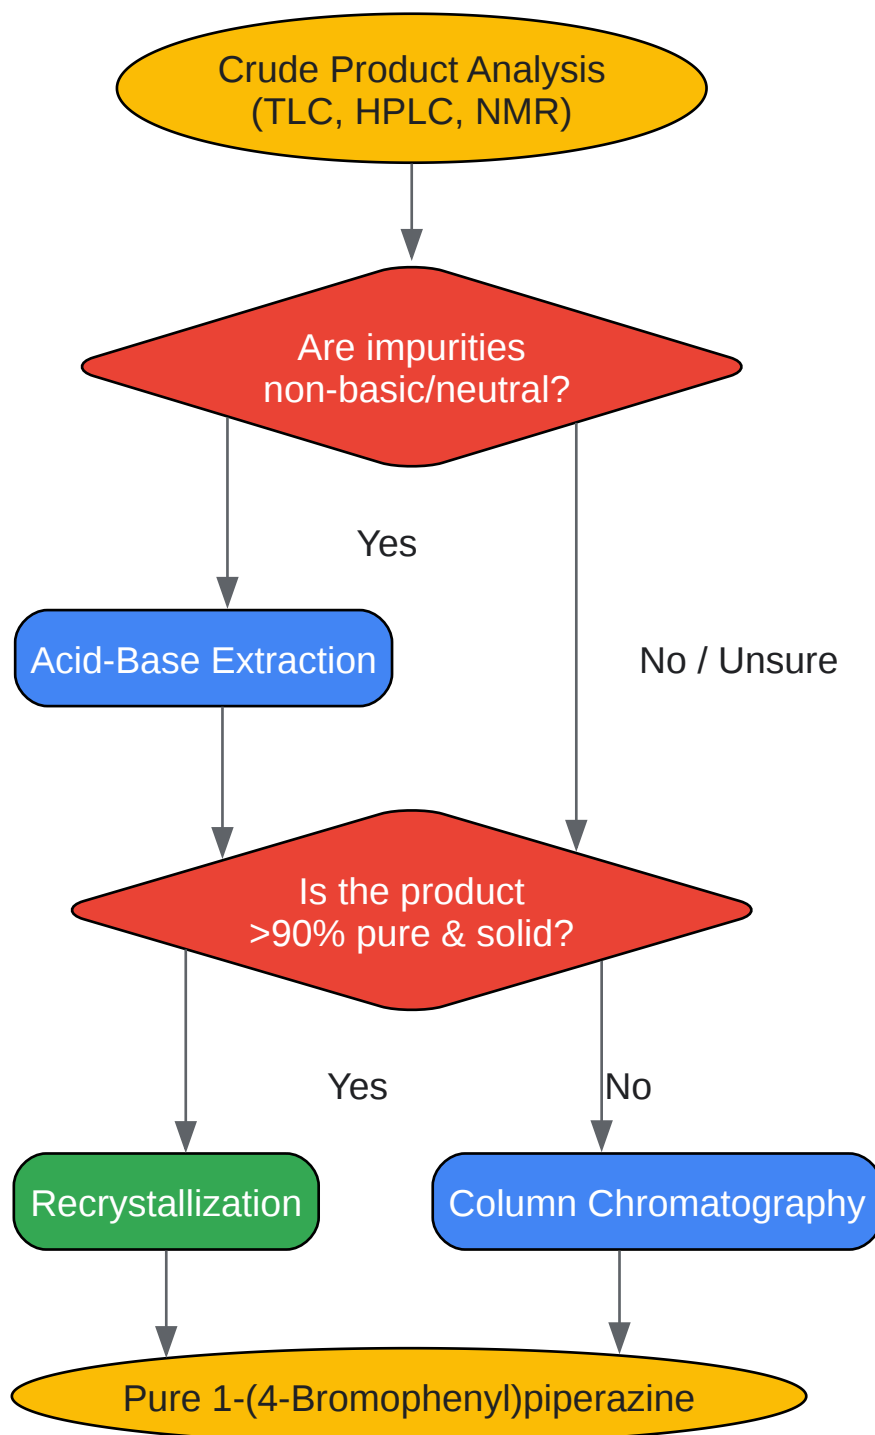 Crude Product Analysis
(TLC, HPLC, NMR)
Are impurities
non-basic/neutral?
Yes
Acid-Base Extraction
No / Unsure
Is the product
>90% pure & solid?
Yes
No
Recrystallization
Column Chromatography
Pure 1-(4-Bromophenyl)piperazine